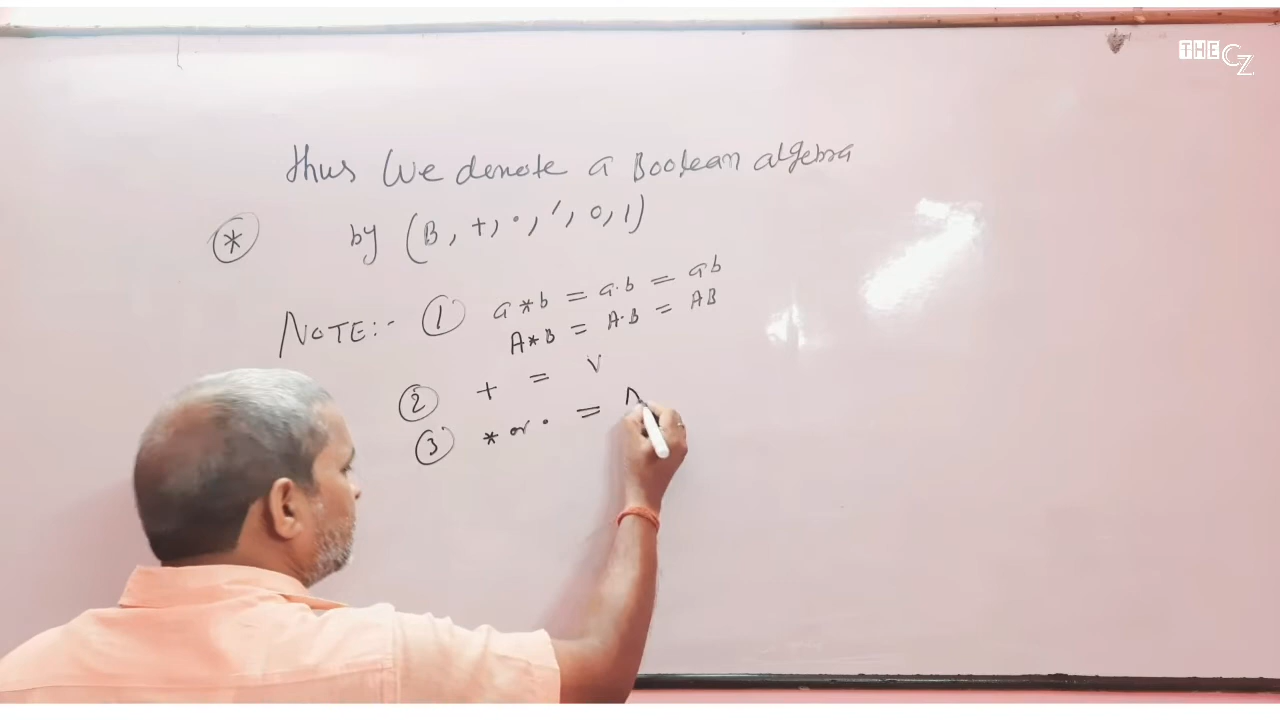 THE CZ
thus We denote a Boolean algebra
(*) by (B, +, ·, ′, 0, 1)
NOTE:- ① a*b = a.b = ab
A*B = A.B = AB
② + = ∨
③ * or · = ∧